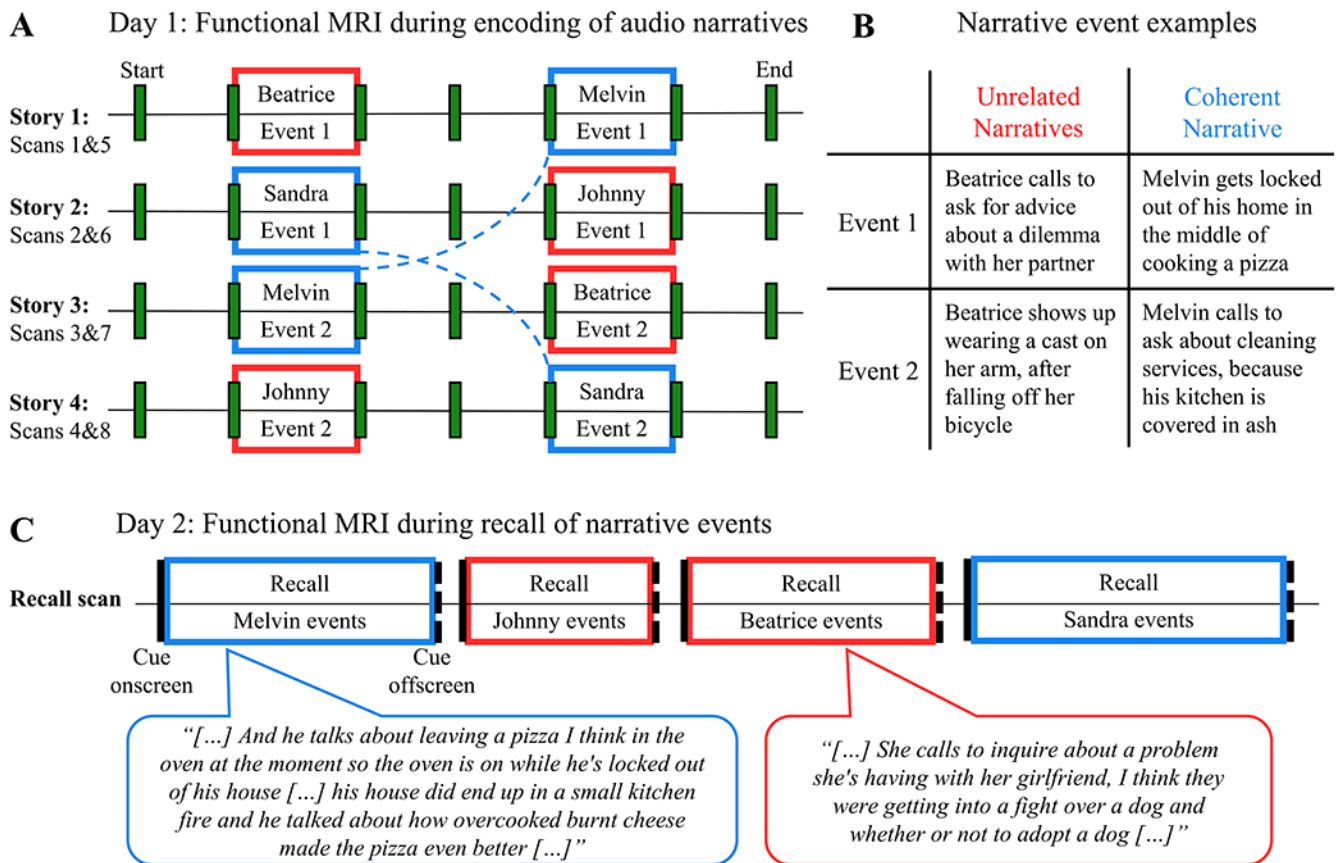 A Day 1: Functional MRI during encoding of audio narratives
Start
End
Story 1:
Scans 1&5
Beatrice
Event 1
Melvin
Event 1
Story 2:
Scans 2&6
Sandra
Event 1
Johnny
Event 1
Story 3:
Scans 3&7
Melvin
Event 2
Beatrice
Event 2
Story 4:
Scans 4&8
Johnny
Event 2
Sandra
Event 2
B Narrative event examples
Unrelated
Narratives
Coherent
Narrative
Event 1
Beatrice calls to
ask for advice
about a dilemma
with her partner
Melvin gets locked
out of his home in
the middle of
cooking a pizza
Event 2
Beatrice shows up
wearing a cast on
her arm, after
falling off her
bicycle
Melvin calls to
ask about cleaning
services, because
his kitchen is
covered in ash
C Day 2: Functional MRI during recall of narrative events
Recall scan
Recall
Melvin events
Recall
Johnny events
Recall
Beatrice events
Recall
Sandra events
Cue
onscreen
Cue
offscreen
“[…] And he talks about leaving a pizza I think in the
oven at the moment so the oven is on while he's locked out
of his house […] his house did end up in a small kitchen
fire and he talked about how overcooked burnt cheese
made the pizza even better […]”
“[…] She calls to inquire about a problem
she's having with her girlfriend, I think they
were getting into a fight over a dog and
whether or not to adopt a dog […]”